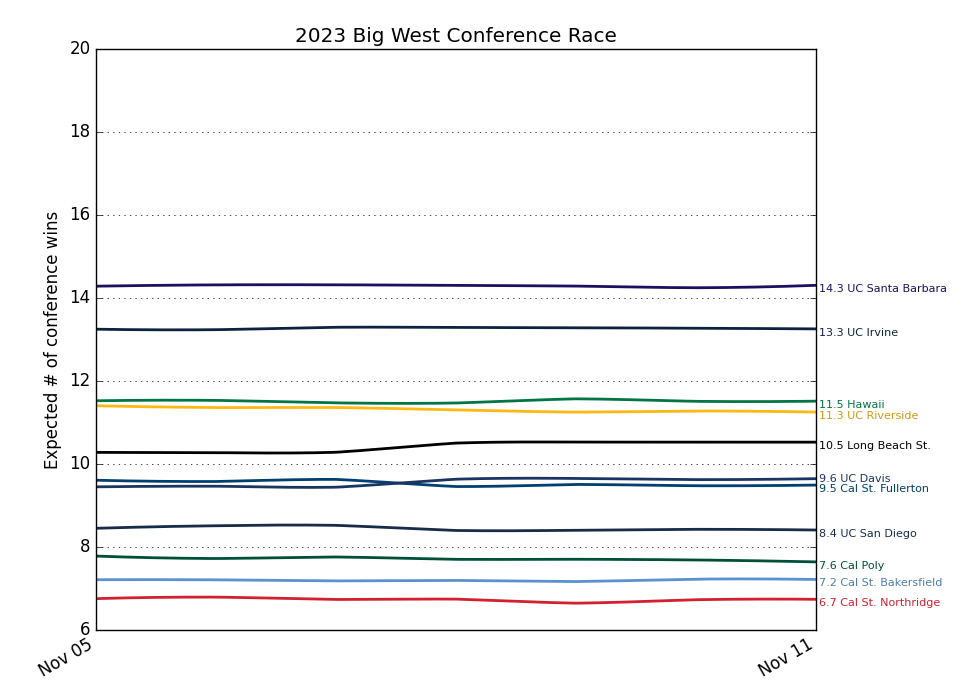 2023 Big West Conference Race
Expected # of conference wins
20
18
16
14
12
10
8
6
14.3 UC Santa Barbara
13.3 UC Irvine
11.5 Hawaii
11.3 UC Riverside
10.5 Long Beach St.
9.6 UC Davis
9.5 Cal St. Fullerton
8.4 UC San Diego
7.6 Cal Poly
7.2 Cal St. Bakersfield
6.7 Cal St. Northridge
Nov 05
Nov 11